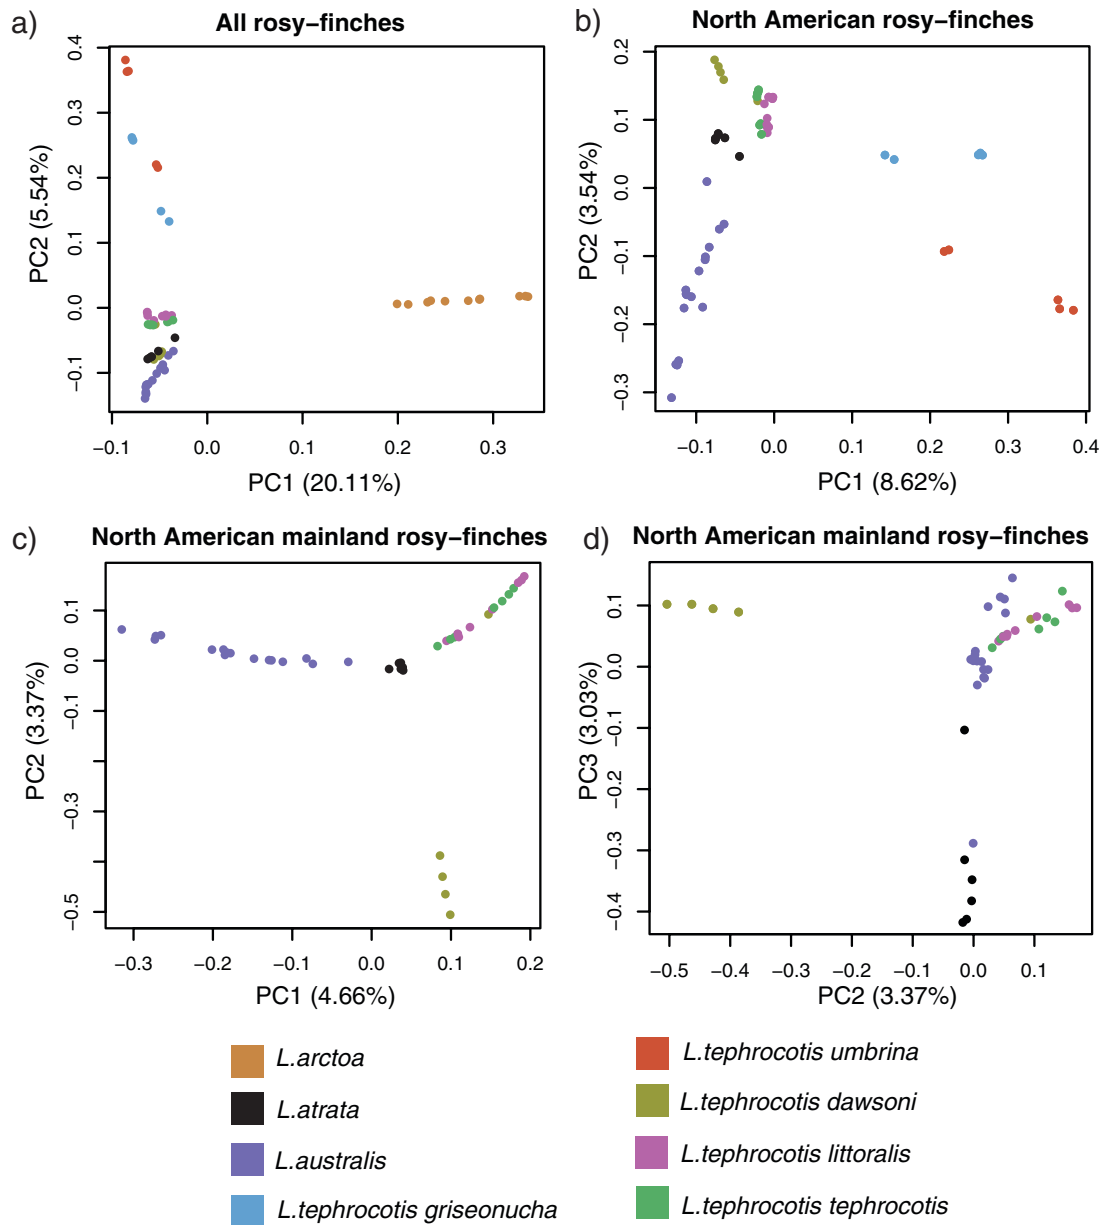 a)
All rosy–finches
0.4
0.3
0.2
0.1
0.0
−0.1
PC2 (5.54%)
−0.1
0.0
0.1
0.2
0.3
PC1 (20.11%)
b)
North American rosy–finches
0.2
0.1
0.0
−0.1
−0.2
−0.3
PC2 (3.54%)
−0.1
0.0
0.1
0.2
0.3
0.4
PC1 (8.62%)
c)
North American mainland rosy–finches
0.1
0.0
−0.1
−0.3
−0.5
PC2 (3.37%)
−0.3
−0.2
−0.1
0.0
0.1
0.2
PC1 (4.66%)
d)
North American mainland rosy–finches
0.1
0.0
−0.1
−0.2
−0.3
−0.4
PC3 (3.03%)
−0.5
−0.4
−0.3
−0.2
−0.1
0.0
0.1
PC2 (3.37%)
L.arctoa
L.atrata
L.australis
L.tephrocotis griseonucha
L.tephrocotis umbrina
L.tephrocotis dawsoni
L.tephrocotis littoralis
L.tephrocotis tephrocotis